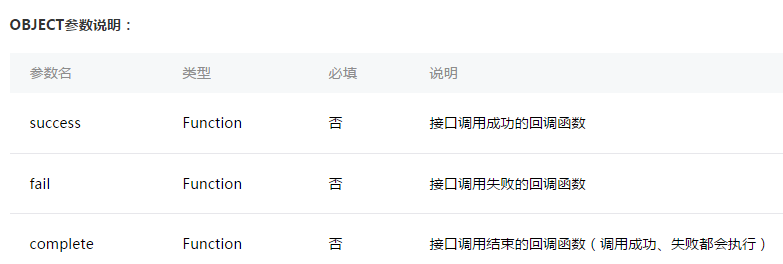 OBJECT参数说明：
参数名 类型 必填 说明
success Function 否 接口调用成功的回调函数
fail Function 否 接口调用失败的回调函数
complete Function 否 接口调用结束的回调函数（调用成功、失败都会执行）